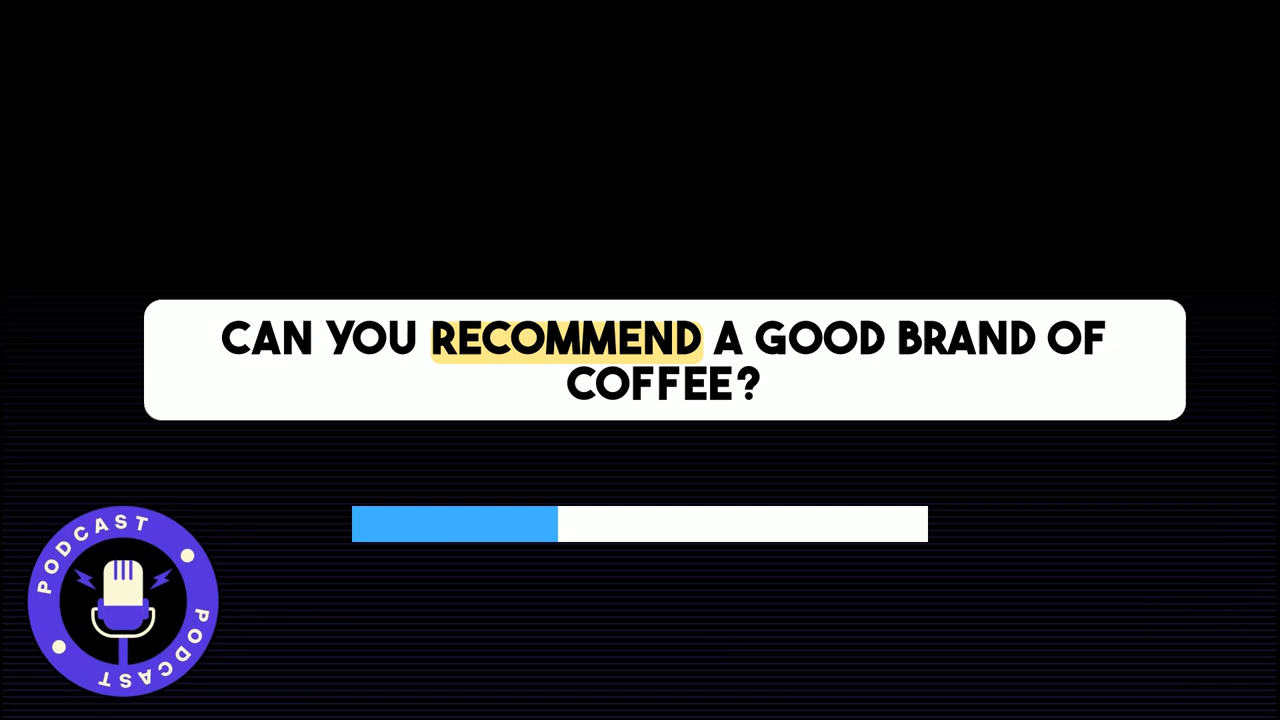 CAN YOU RECOMMEND A GOOD BRAND OF
COFFEE?
PODCAST
PODCAST